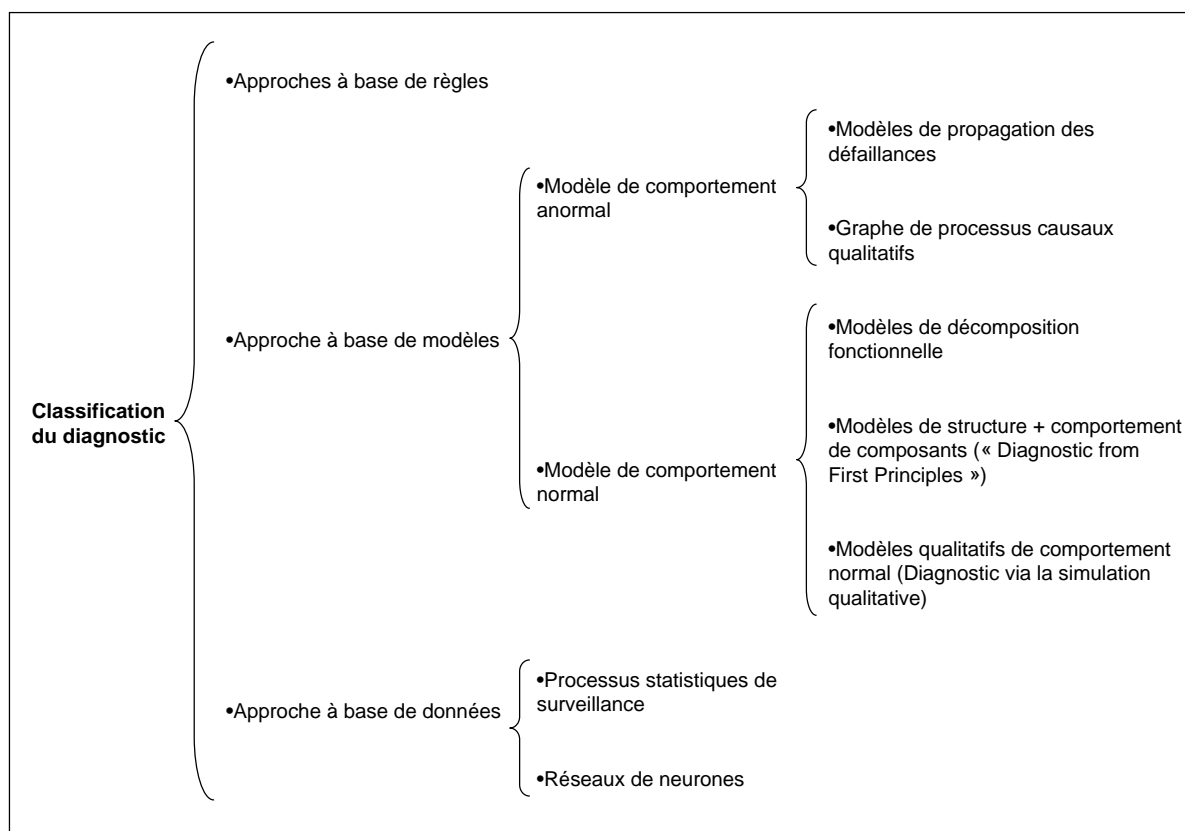 Classification
du diagnostic
•Approches à base de règles
•Approche à base de modèles
•Modèle de comportement
anormal
•Modèles de propagation des
défaillances
•Graphe de processus causaux
qualitatifs
•Modèle de comportement
normal
•Modèles de décomposition
fonctionnelle
•Modèles de structure + comportement
de composants (« Diagnostic from
First Principles »)
•Modèles qualitatifs de comportement
normal (Diagnostic via la simulation
qualitative)
•Approche à base de données
•Processus statistiques de
surveillance
•Réseaux de neurones